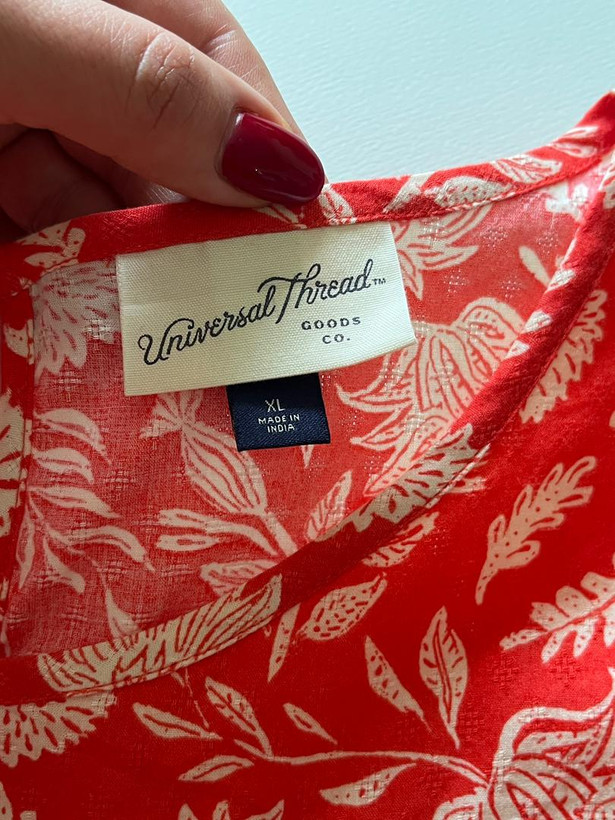 Universal Thread™
GOODS
CO.
XL
MADE IN
INDIA